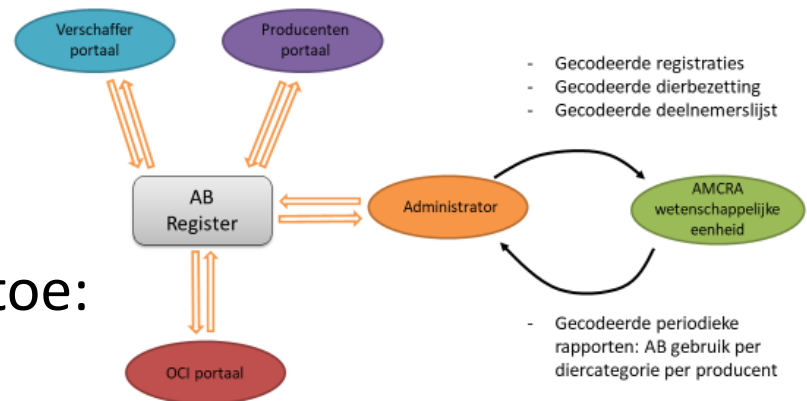 Verschaffer
portaal
Producenten
portaal
- Gecodeerde registraties
- Gecodeerde dierbezetting
- Gecodeerde deelnemerslijst
AB
Register
Administrator
AMCRA
wetenschappelijke
eenheid
toe:
OCI portaal
- Gecodeerde periodieke
rapporten: AB gebruik per
diercategorie per producent